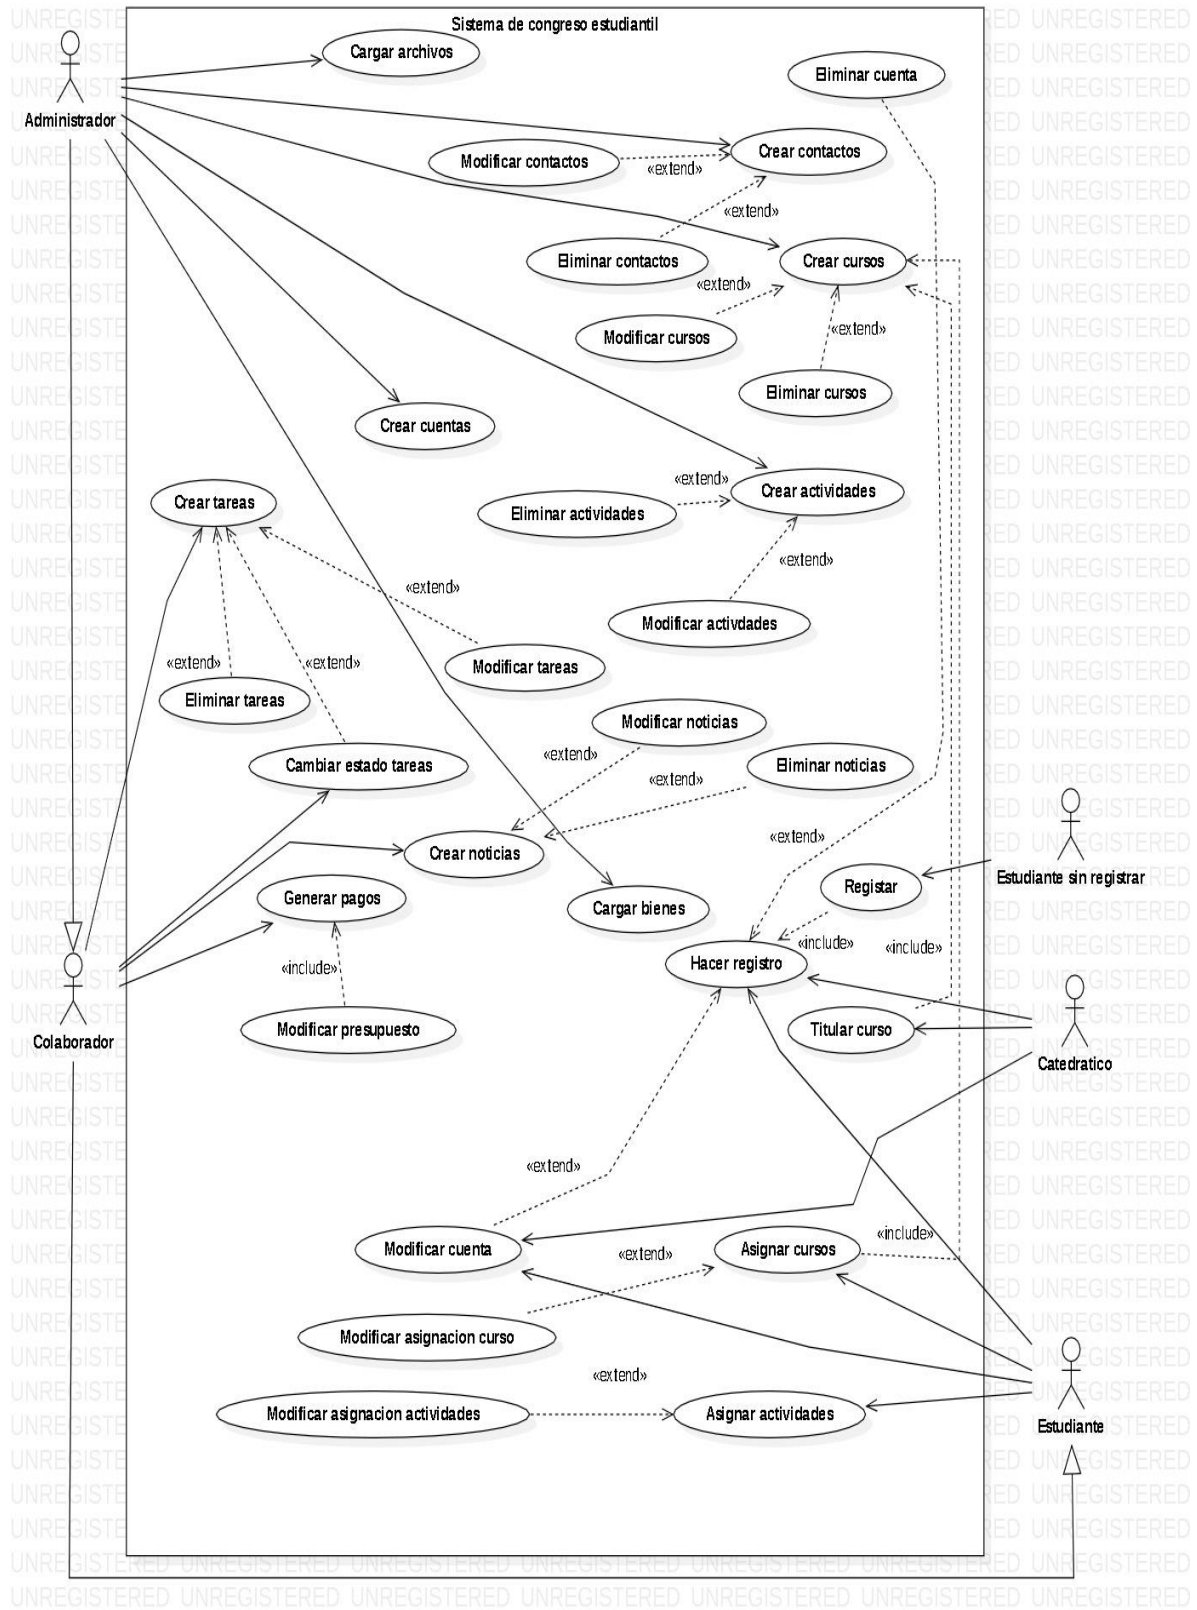 Sistema de congreso estudiantil
Cargar archivos
Eliminar cuenta
Administrador
Crear contactos
Modificar contactos
«extend»
«extend»
Eliminar contactos
Crear cursos
«extend»
Modificar cursos
«extend»
Eliminar cursos
Crear cuentas
«extend»
Crear actividades
Crear tareas
Eliminar actividades
«extend»
«extend»
Modificar activdades
«extend»
«extend»
Modificar tareas
Eliminar tareas
Modificar noticias
«extend»
Cambiar estado tareas
Eliminar noticias
«extend»
«extend»
Crear noticias
Estudiante sin registrar
Registar
Generar pagos
Cargar bienes
«include»
«include»
Hacer registro
«include»
Modificar presupuesto
Titular curso
Colaborador
Catedratico
«extend»
«include»
Modificar cuenta
Asignar cursos
«extend»
Modificar asignacion curso
«extend»
Modificar asignacion actividades
Asignar actividades
Estudiante
UNREGISTERED UNREGISTERED UNREGISTERED UNREGISTERED UNREGISTERED UNREGISTERED UNREGISTERED